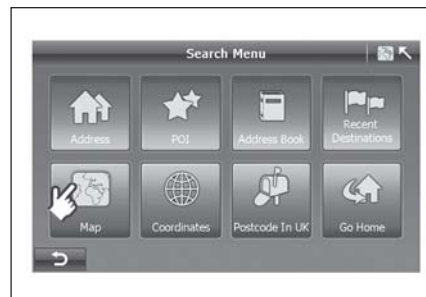 Search Menu
Address
POI
Address Book
Recent
Destinations
Map
Coordinates
Postcode In UK
Go Home